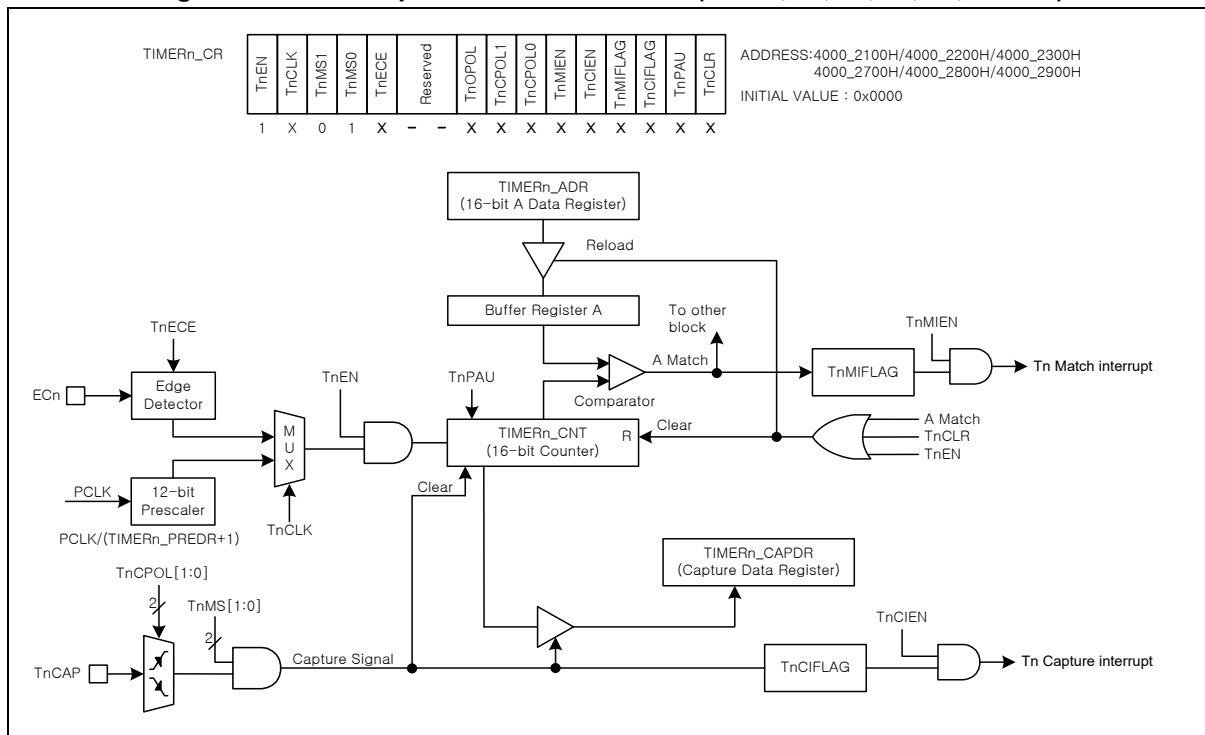 TIMERn_CR
TnEN
TnCLK
TnMS1
TnMS0
TnECE
Reserved
TnOPOL
TnCPOL1
TnCPOL0
TnMIEN
TnCIEN
TnMIFLAG
TnCIFLAG
TnPAU
TnCLR
ADDRESS:4000_2100H/4000_2200H/4000_2300H
4000_2700H/4000_2800H/4000_2900H
INITIAL VALUE : 0x0000
1 X 0 1 X - - X X X X X X X X X
TIMERn_ADR
(16-bit A Data Register)
Reload
Buffer Register A
To other
block
TnMIEN
TnECE
A Match
TnMIFLAG
Tn Match interrupt
ECn
Edge
Detector
TnEN
TnPAU
Comparator
MUX
TIMERn_CNT
(16-bit Counter)
R
Clear
A Match
TnCLR
TnEN
PCLK
12-bit
Prescaler
Clear
TnCLK
PCLK/(TIMERn_PREDR+1)
TIMERn_CAPDR
(Capture Data Register)
TnCPOL[1:0]
2
TnMS[1:0]
2
TnCIEN
TnCAP
Capture Signal
TnCIFLAG
Tn Capture interrupt